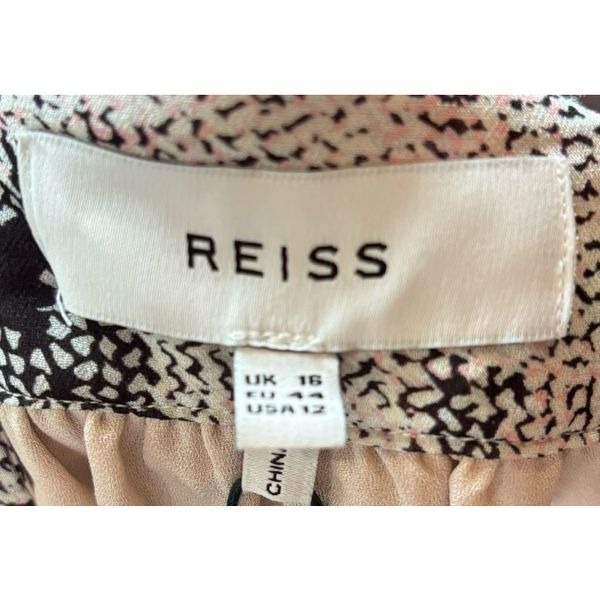 REISS
UK 16
EU 44
USA 12
CHINA